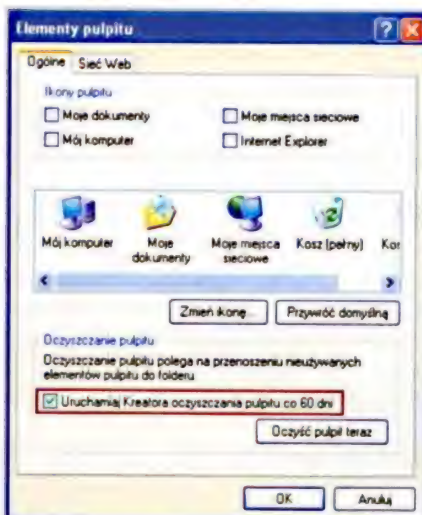 Elementy pulpitu
Ogólne Sieć Web
Ikony pulpitu
Moje dokumenty Moje miejsca sieciowe
Mój komputer Internet Explorer
Mój komputer Moje dokumenty Moje miejsca sieciowe Kosz (pełny) Kor
Zmień ikonę... Przywróć domyślną
Oczyszczanie pulpitu
Oczyszczanie pulpitu polega na przenoszeniu nieużywanych
elementów pulpitu do folderu
Uruchamiaj Kreatora oczyszczania pulpitu co 60 dni
Oczyść pulpit teraz
OK Anuluj